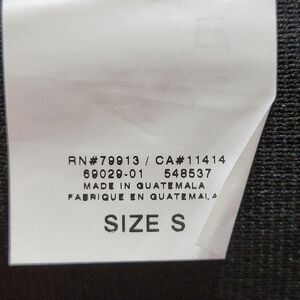 RN#79913 / CA#11414
69029-01 548537
MADE IN GUATEMALA
FABRIQUE EN GUATEMALA
SIZE S